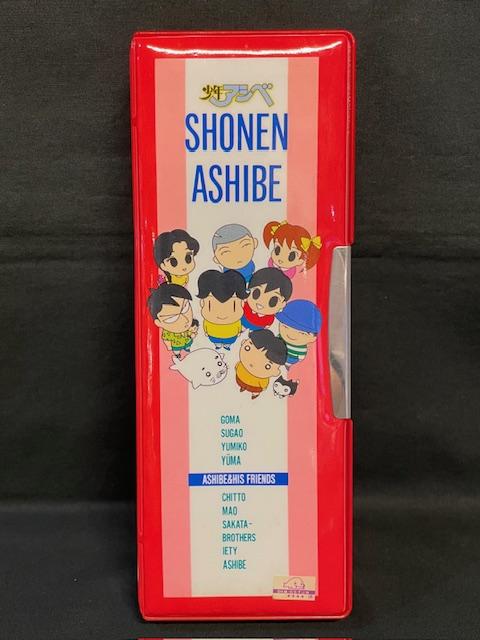 少年アシベ
SHONEN
ASHIBE
GOMA
SUGAO
YUMIKO
YŪMA
ASHIBE&HIS FRIENDS
CHITTO
MAO
SAKATA-
BROTHERS
IETY
ASHIBE